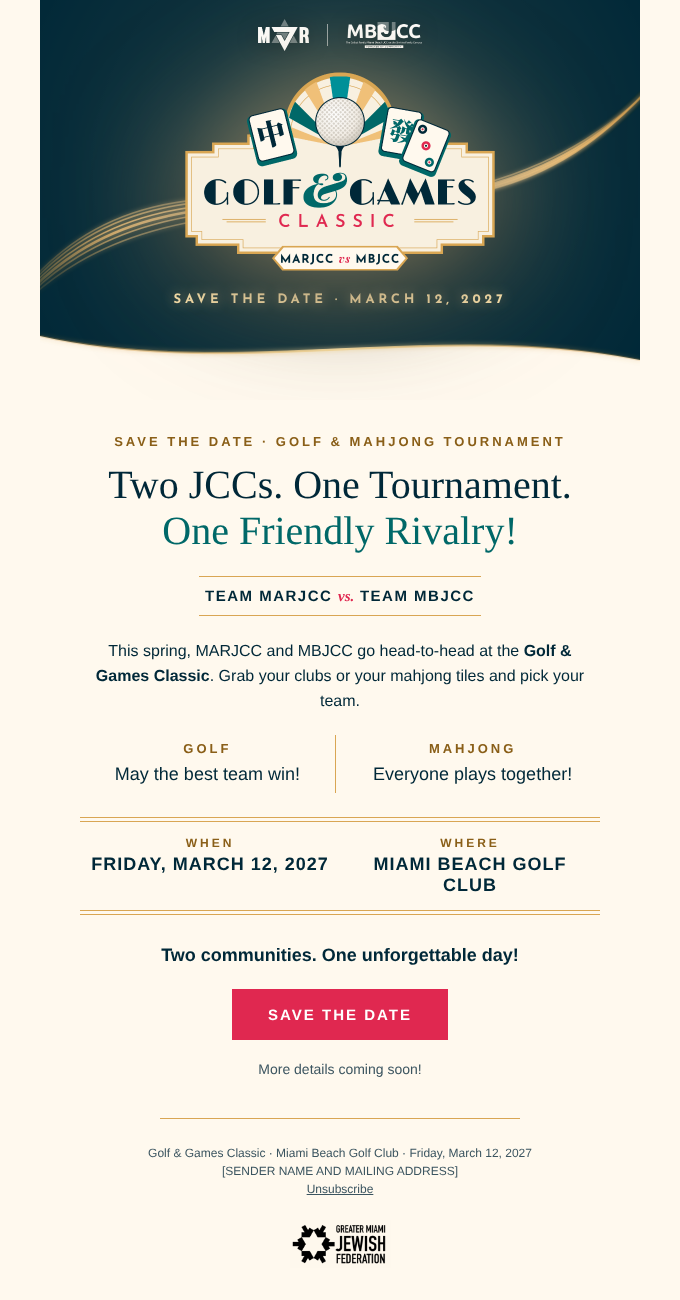 MAR
MBJCC
中
發
GOLF & GAMES
CLASSIC
MARJCC vs MBJCC
SAVE THE DATE · MARCH 12, 2027
SAVE THE DATE · GOLF & MAHJONG TOURNAMENT
Two JCCs. One Tournament.
One Friendly Rivalry!
TEAM MARJCC vs. TEAM MBJCC
This spring, MARJCC and MBJCC go head-to-head at the Golf &
Games Classic. Grab your clubs or your mahjong tiles and pick your
team.
GOLF
May the best team win!
MAHJONG
Everyone plays together!
WHEN
FRIDAY, MARCH 12, 2027
WHERE
MIAMI BEACH GOLF
CLUB
Two communities. One unforgettable day!
SAVE THE DATE
More details coming soon!
Golf & Games Classic · Miami Beach Golf Club · Friday, March 12, 2027
[SENDER NAME AND MAILING ADDRESS]
Unsubscribe
GREATER MIAMI
JEWISH
FEDERATION